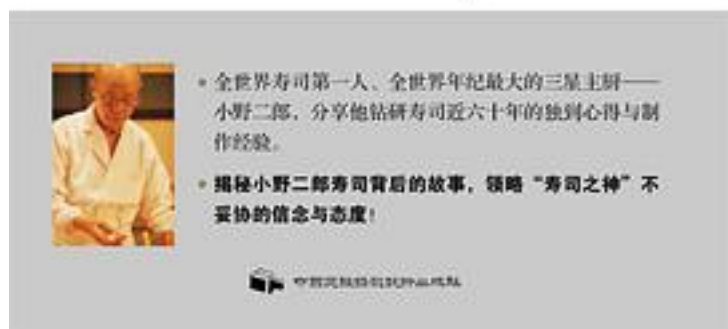 全世界寿司第一人、全世界年纪最大的三星主厨——
小野二郎，分享他钻研寿司近六十年的独到心得与制
作经验。
揭秘小野二郎寿司背后的故事，领略“寿司之神”不
妥协的信念与态度！